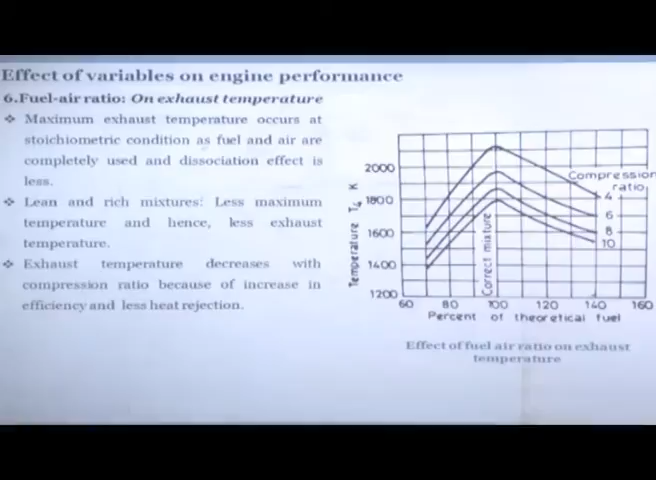 Effect of variables on engine performance
6.Fuel-air ratio: On exhaust temperature
❖ Maximum exhaust temperature occurs at
stoichiometric condition as fuel and air are
completely used and dissociation effect is
less.
❖ Lean and rich mixtures: Less maximum
temperature and hence, less exhaust
temperature.
❖ Exhaust temperature decreases with
compression ratio because of increase in
efficiency and less heat rejection.
Temperature T4 K
2000
1800
1600
1400
1200
Correct mixture
Compression
ratio
4
6
8
10
60 80 100 120 140 160
Percent of theoretical fuel
Effect of fuel air ratio on exhaust
temperature